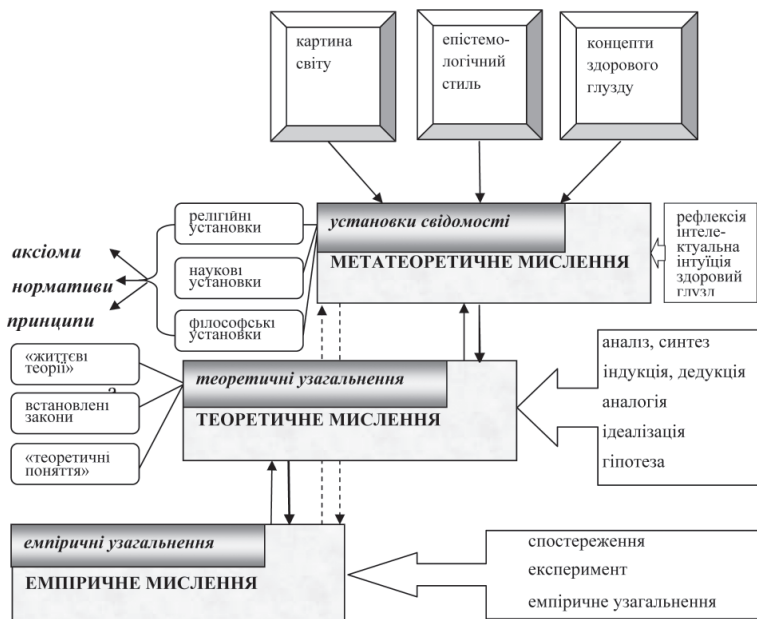 картина
світу
епістемо-
логічний
стиль
концепти
здорового
глузду
релігійні
установки
наукові
установки
філософські
установки
аксіоми
нормативи
принципи
установки свідомості
МЕТАТЕОРЕТИЧНЕ МИСЛЕННЯ
рефлексія
інтеле-
ктуальна
інтуїція
здоровий
глузд
«життєві
теорії»
встановлені
закони
«теоретичні
поняття»
теоретичні узагальнення
ТЕОРЕТИЧНЕ МИСЛЕННЯ
аналіз, синтез
індукція, дедукція
аналогія
ідеалізація
гіпотеза
емпіричні узагальнення
ЕМПІРИЧНЕ МИСЛЕННЯ
спостереження
експеримент
емпіричне узагальнення